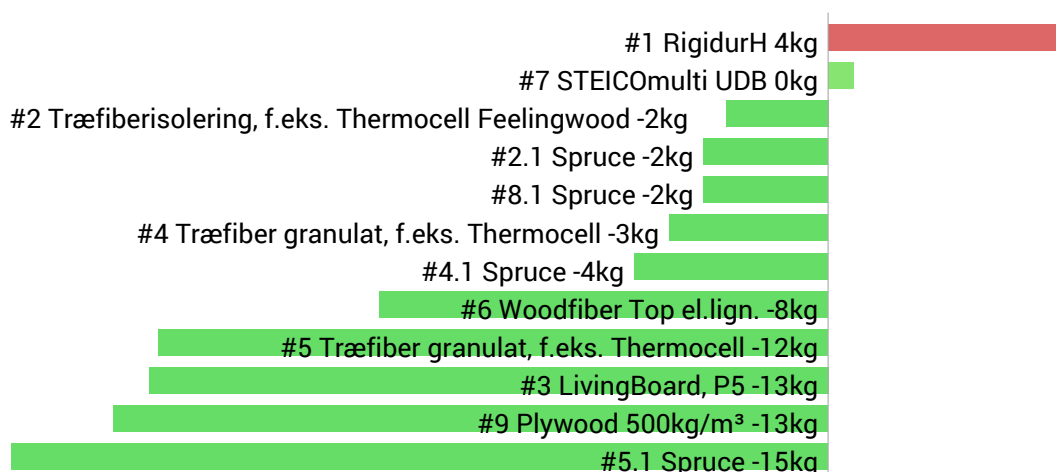 #1 RigidurH 4kg
#7 STEICOmulti UDB 0kg
#2 Træfiberisolering, f.eks. Thermocell Feelingwood -2kg
#2.1 Spruce -2kg
#8.1 Spruce -2kg
#4 Træfiber granulat, f.eks. Thermocell -3kg
#4.1 Spruce -4kg
#6 Woodfiber Top el.lign. -8kg
#5 Træfiber granulat, f.eks. Thermocell -12kg
#3 LivingBoard, P5 -13kg
#9 Plywood 500kg/m³ -13kg
#5.1 Spruce -15kg